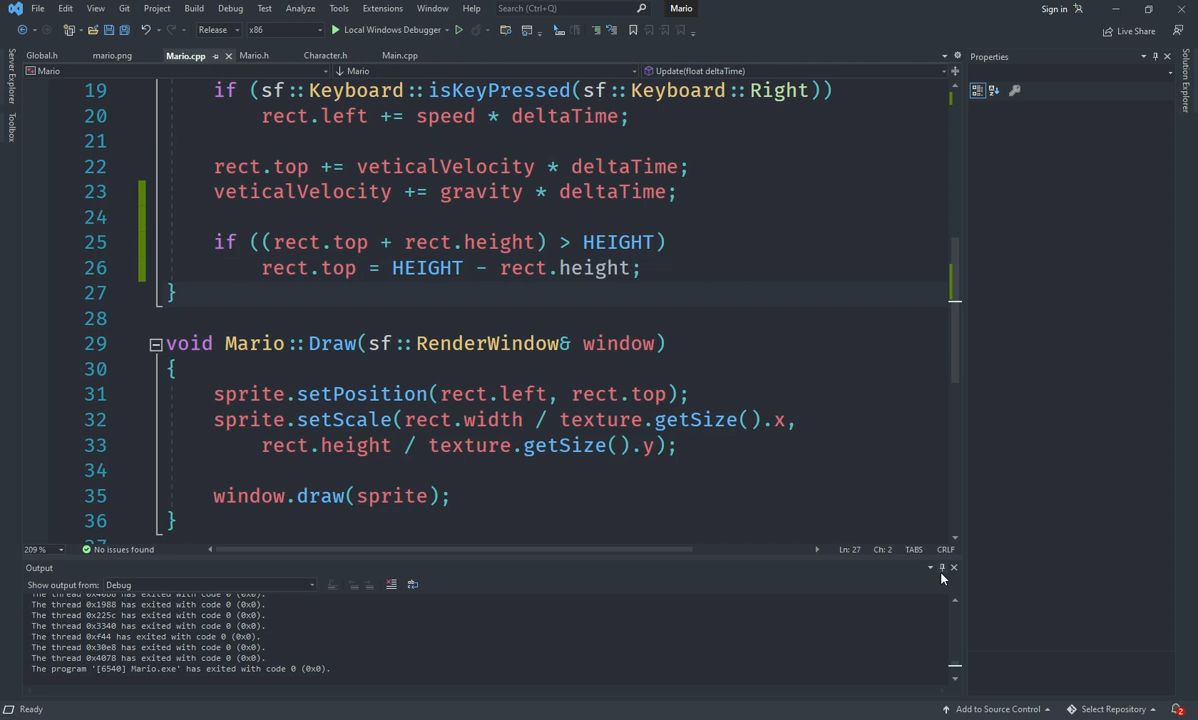 File Edit View Git Project Build Debug Test Analyze Tools Extensions Window Help Search (Ctrl+Q) Mario Sign in
Release x86 Local Windows Debugger Live Share
Global.h mario.png Mario.cpp Mario.h Character.h Main.cpp Properties
Mario Mario Update(float deltaTime)
Server Explorer
Toolbox
Solution Explorer
19 if (sf::Keyboard::isKeyPressed(sf::Keyboard::Right))
20 rect.left += speed * deltaTime;
21
22 rect.top += veticalVelocity * deltaTime;
23 veticalVelocity += gravity * deltaTime;
24
25 if ((rect.top + rect.height) > HEIGHT)
26 rect.top = HEIGHT - rect.height;
27 }
28
29 void Mario::Draw(sf::RenderWindow& window)
30 {
31 sprite.setPosition(rect.left, rect.top);
32 sprite.setScale(rect.width / texture.getSize().x,
33 rect.height / texture.getSize().y);
34
35 window.draw(sprite);
36 }
209 % No issues found Ln: 27 Ch: 2 TABS CRLF
Output
Show output from: Debug
The thread 0x1988 has exited with code 0 (0x0).
The thread 0x225c has exited with code 0 (0x0).
The thread 0x3340 has exited with code 0 (0x0).
The thread 0xf44 has exited with code 0 (0x0).
The thread 0x30e8 has exited with code 0 (0x0).
The thread 0x4078 has exited with code 0 (0x0).
The program '[6540] Mario.exe' has exited with code 0 (0x0).
Ready Add to Source Control Select Repository 2